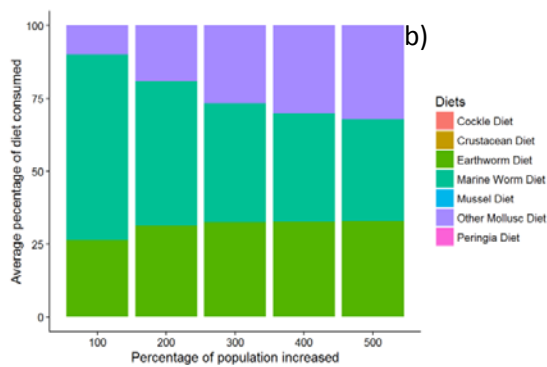 b)
100
75
50
25
0
Average pecentage of diet consumed
100 200 300 400 500
Percentage of population increased
Diets
Cockle Diet
Crustacean Diet
Earthworm Diet
Marine Worm Diet
Mussel Diet
Other Mollusc Diet
Peringia Diet